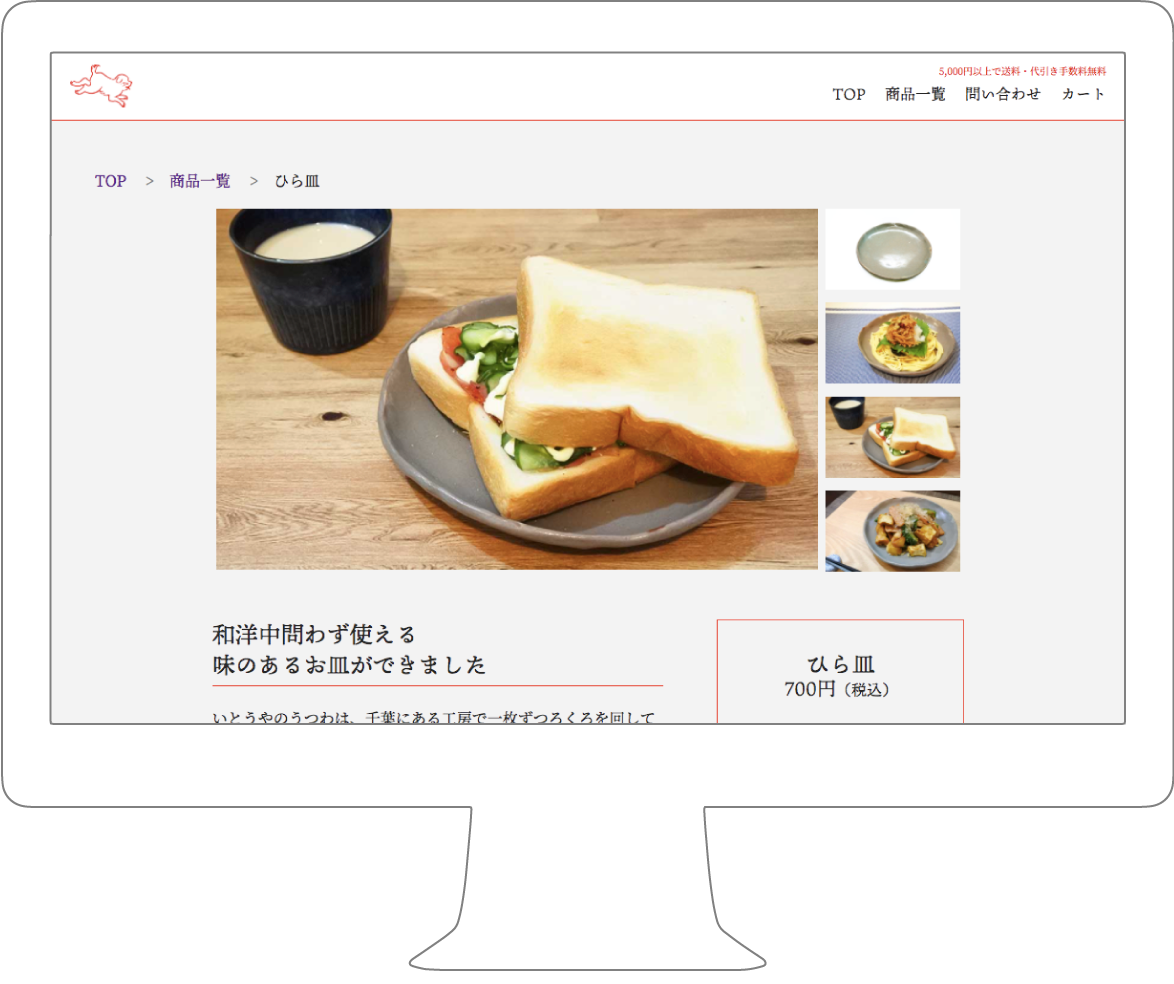 5,000円以上で送料・代引き手数料無料
TOP 商品一覧 問い合わせ カート
TOP > 商品一覧 > ひら皿
和洋中問わず使える
味のあるお皿ができました
ひら皿
700円（税込）
いとうやのうつわは、千葉にある工房で一枚ずつろくろを回して